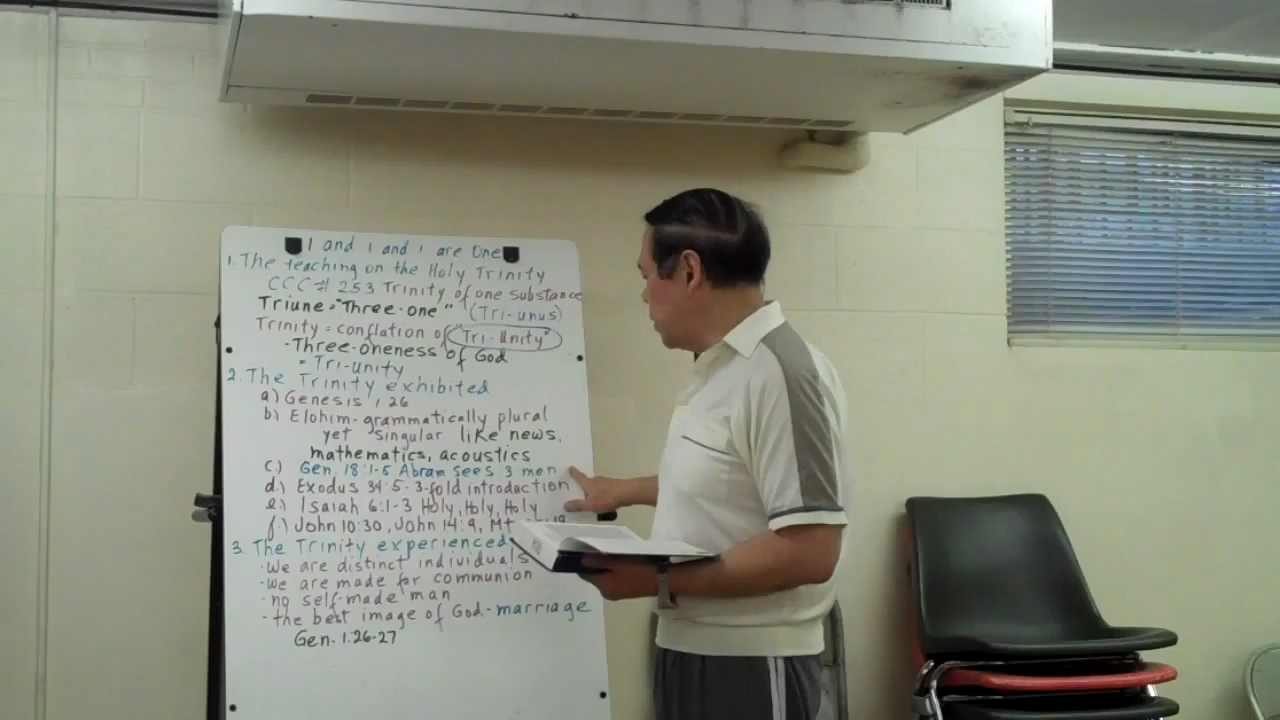 1 and 1 and 1 are One
1. The teaching on the Holy Trinity
CCC # 253 Trinity of one substance
Triune = "Three-one" (Tri-unus)
Trinity = conflation of "Tri-Unity"
-Three-oneness of God
= Tri-unity
2. The Trinity exhibited
a) Genesis 1:26
b) Elohim-grammatically plural
yet singular like news,
mathematics, acoustics
c.) Gen. 18:1-5 Abram sees 3 men
d.) Exodus 34:5-3-fold introduction
e.) Isaiah 6:1-3 Holy, Holy, Holy
f.) John 10:30, John 14:9, Mt
3. The Trinity experienced
-We are distinct individuals
-We are made for communion
-no self-made man
-the best image of God-marriage
Gen. 1:26-27